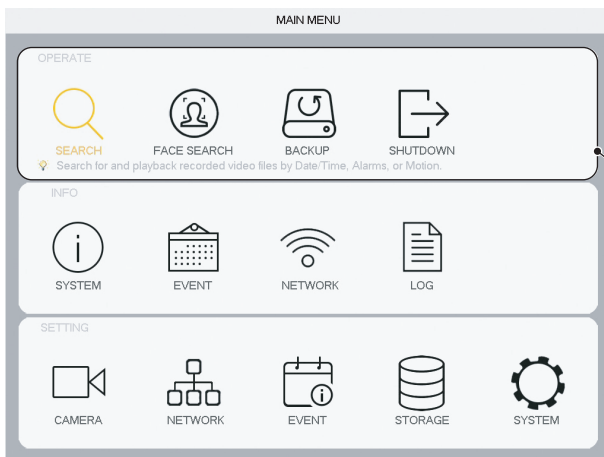 MAIN MENU
OPERATE
SEARCH FACE SEARCH BACKUP SHUTDOWN
Search for and playback recorded video files by Date/Time, Alarms, or Motion.
INFO
SYSTEM EVENT NETWORK LOG
SETTING
CAMERA NETWORK EVENT STORAGE SYSTEM